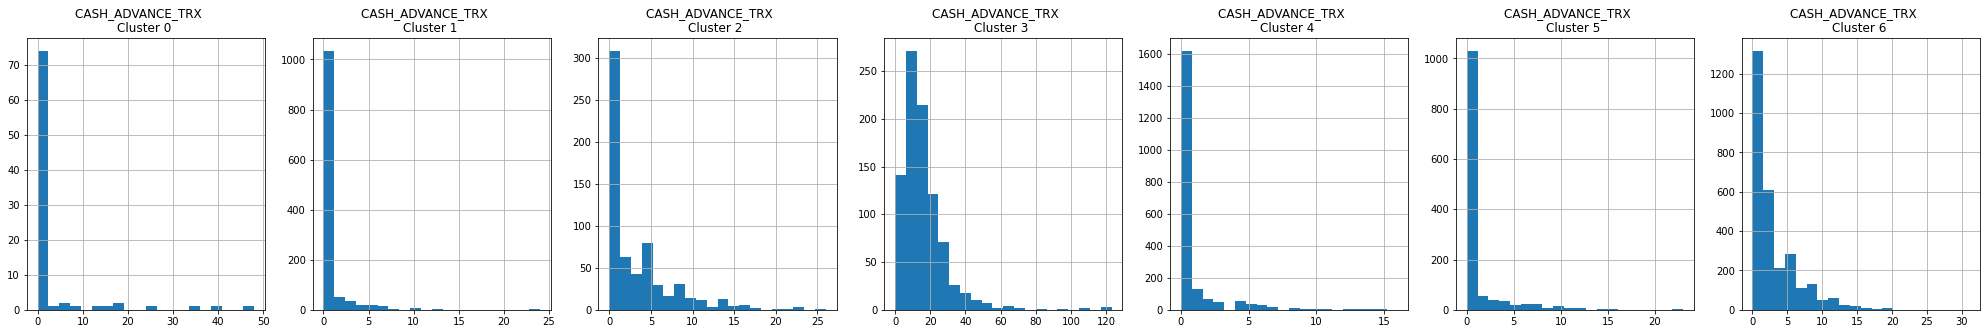 CASH_ADVANCE_TRX
Cluster 0
70
60
50
40
30
20
10
0
0 10 20 30 40 50
CASH_ADVANCE_TRX
Cluster 1
1000
800
600
400
200
0
0 5 10 15 20 25
CASH_ADVANCE_TRX
Cluster 2
300
250
200
150
100
50
0
0 5 10 15 20 25
CASH_ADVANCE_TRX
Cluster 3
250
200
150
100
50
0
0 20 40 60 80 100 120
CASH_ADVANCE_TRX
Cluster 4
1600
1400
1200
1000
800
600
400
200
0
0 5 10 15
CASH_ADVANCE_TRX
Cluster 5
1000
800
600
400
200
0
0 5 10 15 20
CASH_ADVANCE_TRX
Cluster 6
1200
1000
800
600
400
200
0
0 5 10 15 20 25 30